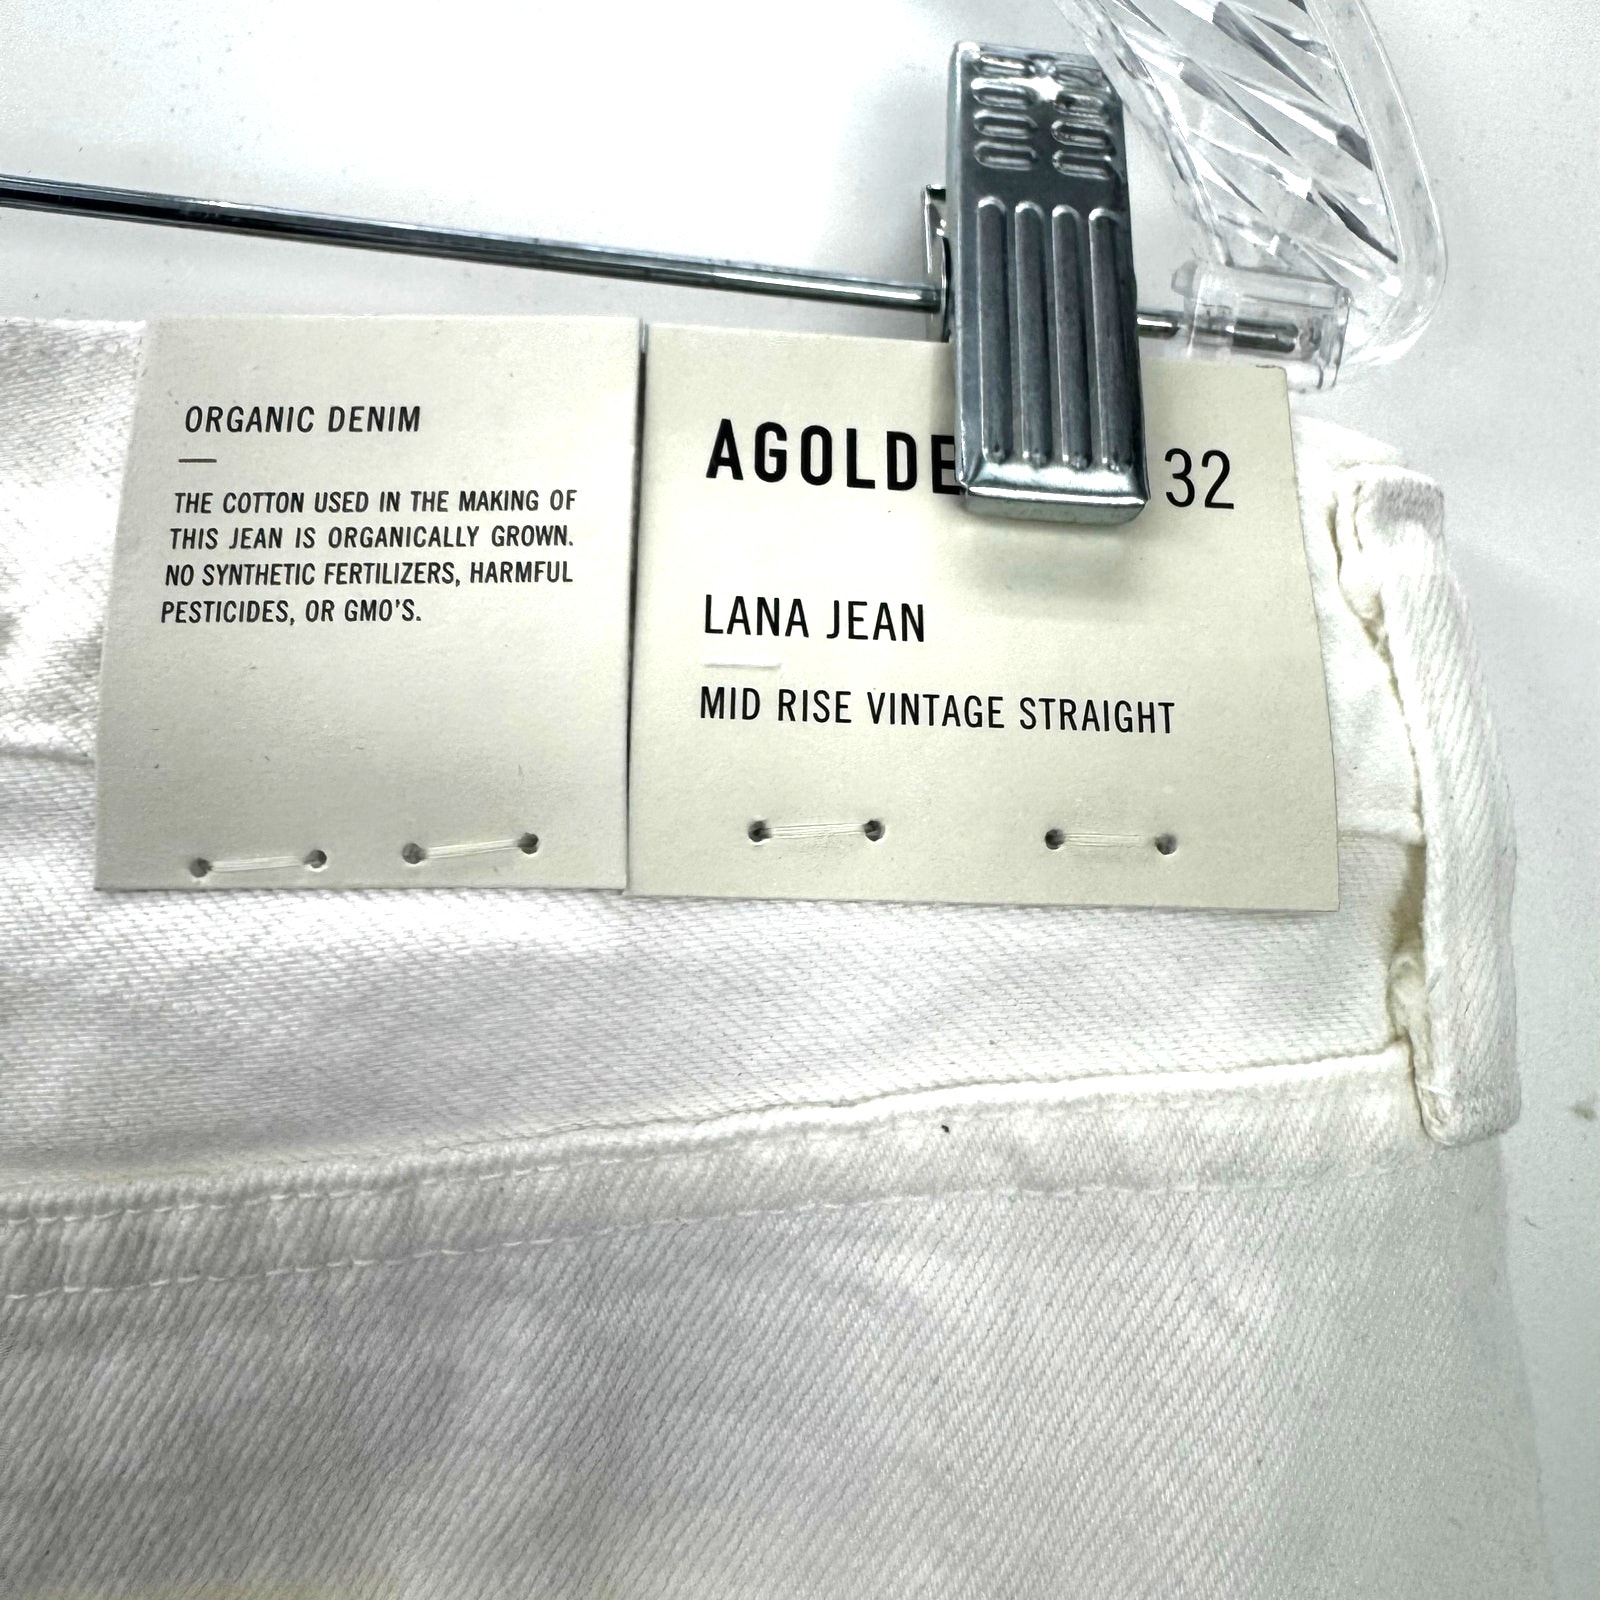 ORGANIC DENIM
THE COTTON USED IN THE MAKING OF
THIS JEAN IS ORGANICALLY GROWN.
NO SYNTHETIC FERTILIZERS, HARMFUL
PESTICIDES, OR GMO'S.
AGOLDE
32
LANA JEAN
MID RISE VINTAGE STRAIGHT